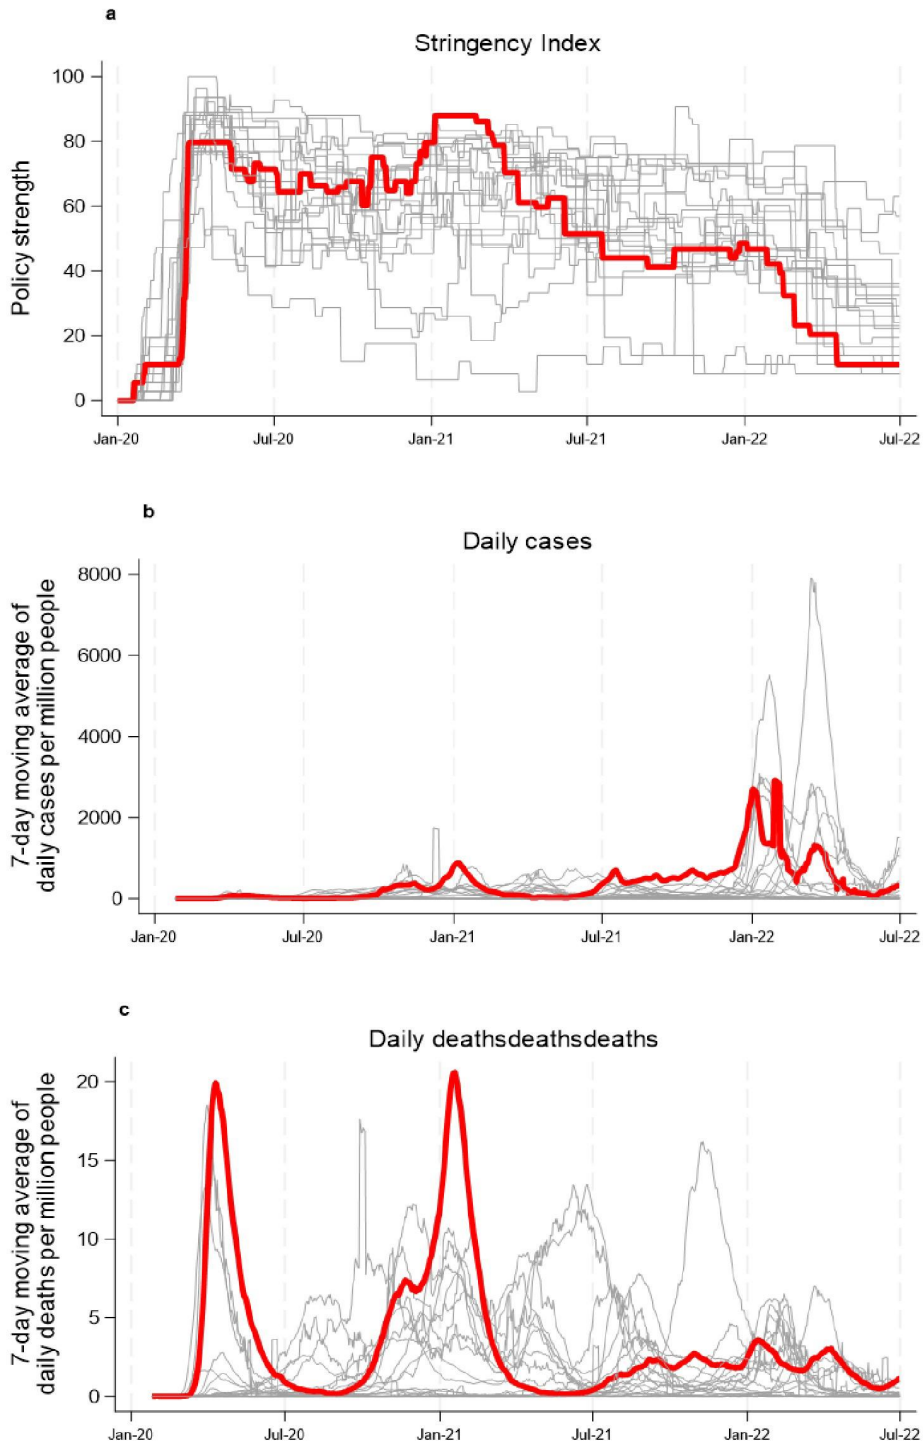 a
Stringency Index
Policy strength
100
80
60
40
20
0
Jan-20 Jul-20 Jan-21 Jul-21 Jan-22 Jul-22
b
Daily cases
7-day moving average of
daily cases per million people
8000
6000
4000
2000
0
Jan-20 Jul-20 Jan-21 Jul-21 Jan-22 Jul-22
c
Daily deathsdeathsdeaths
7-day moving average of
daily deaths per million people
20
15
10
5
0
Jan-20 Jul-20 Jan-21 Jul-21 Jan-22 Jul-22